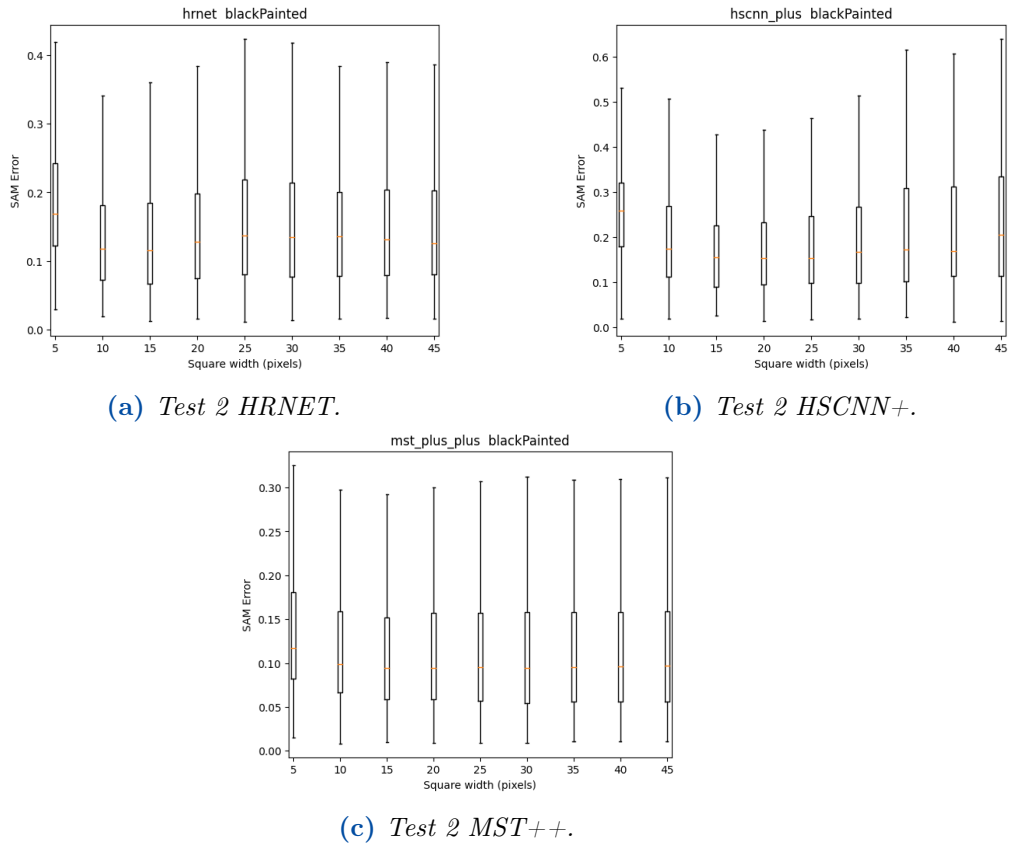 hrnet blackPainted
SAM Error
0.4
0.3
0.2
0.1
0.0
5 10 15 20 25 30 35 40 45
Square width (pixels)
(a) Test 2 HRNET.
hscnn_plus blackPainted
SAM Error
0.6
0.5
0.4
0.3
0.2
0.1
0.0
5 10 15 20 25 30 35 40 45
Square width (pixels)
(b) Test 2 HSCNN+.
mst_plus_plus blackPainted
SAM Error
0.30
0.25
0.20
0.15
0.10
0.05
0.00
5 10 15 20 25 30 35 40 45
Square width (pixels)
(c) Test 2 MST++.